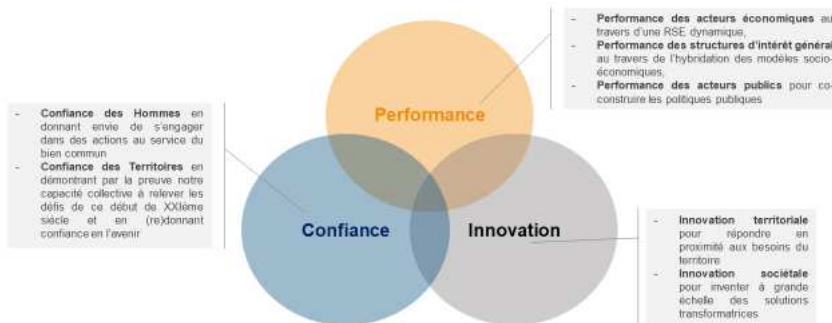 - Performance des acteurs économiques au
travers d'une RSE dynamique,
- Performance des structures d'intérêt général
au travers de l'hybridation des modèles socio-
économiques,
- Performance des acteurs publics pour co-
construire les politiques publiques
Performance
- Confiance des Hommes en
donnant envie de s'engager
dans des actions au service du
bien commun
- Confiance des Territoires en
démontrant par la preuve notre
capacité collective à relever les
défis de ce début de XXIème
siècle et en (re)donnant
confiance en l'avenir
Confiance
Innovation
- Innovation territoriale
pour répondre en
proximité aux besoins du
territoire
- Innovation sociétale
pour inventer à grande
échelle des solutions
transformatrices